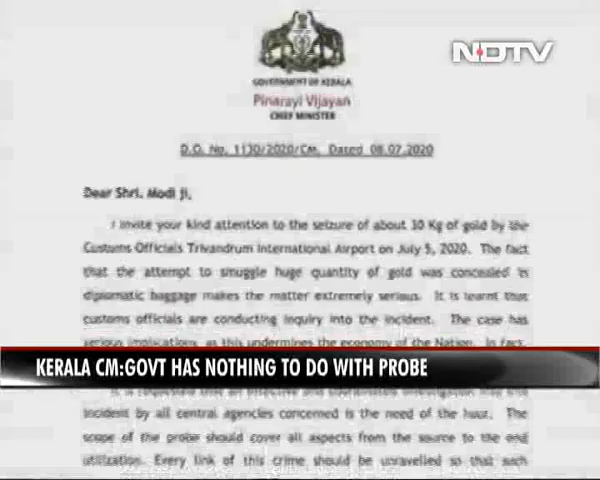 NDTV
GOVERNMENT OF KERALA
Pinarayi Vijayan
CHIEF MINISTER
D.O. No. 1130/2020/CM, Dated 08.07.2020
Dear Shri. Modi ji,
I invite your kind attention to the seizure of about 30 Kg of gold by the
Customs Officials Trivandrum International Airport on July 5, 2020. The fact
that the attempt to smuggle huge quantity of gold was concealed in
diplomatic baggage makes the matter extremely serious. It is learnt that
customs officials are conducting inquiry into the incident. The case has
serious implications, as this undermines the economy of the Nation. In fact,
KERALA CM:GOVT HAS NOTHING TO DO WITH PROBE
incident by all central agencies concerned is the need of the hour. The
scope of the probe should cover all aspects from the source to the end
utilization. Every link of this crime should be unravelled so that such